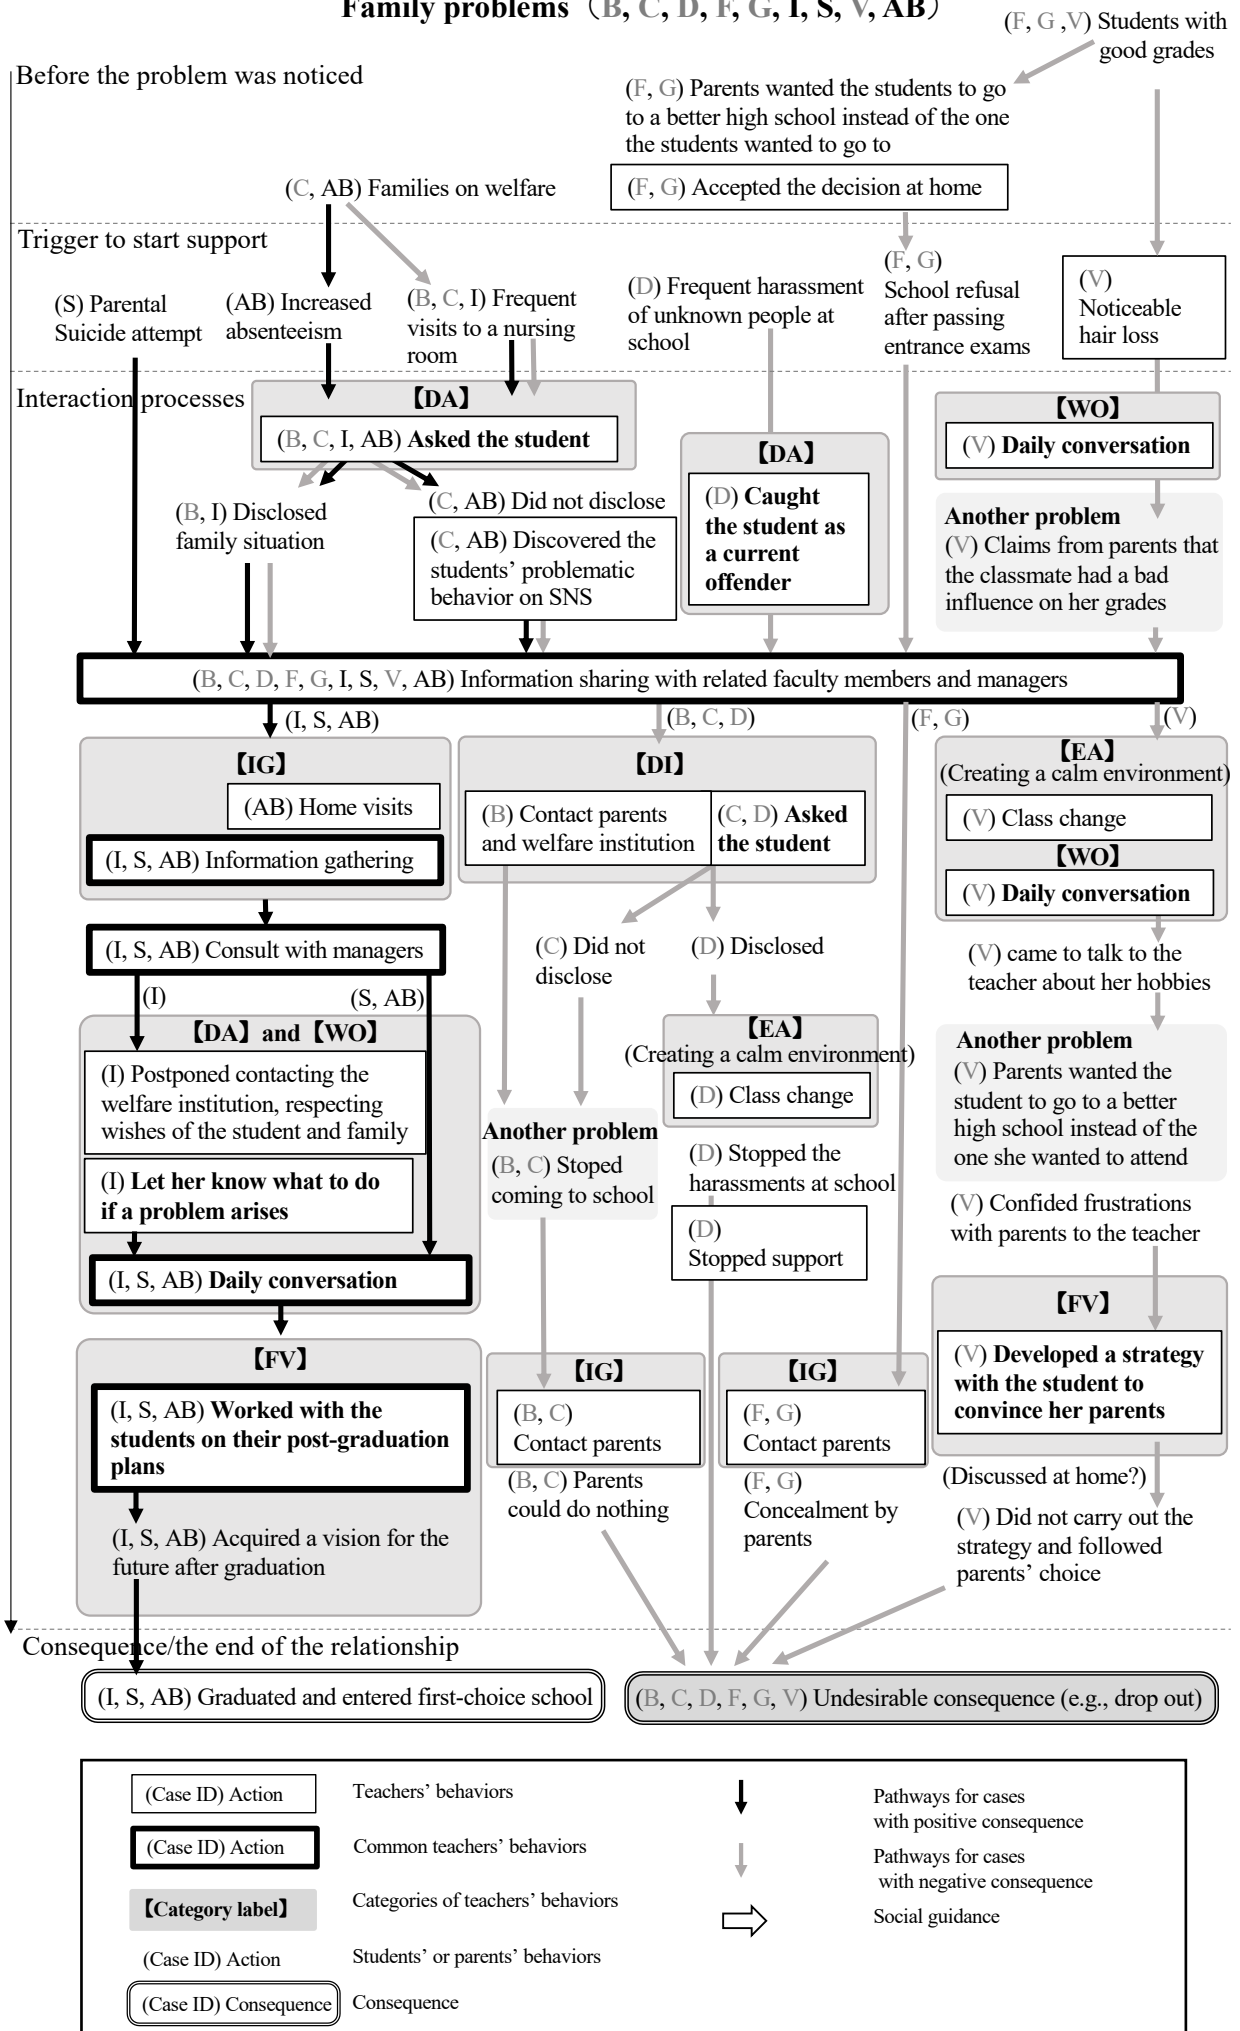 Family problems (B, C, D, F, G, I, S, V, AB)
(F, G ,V) Students with
good grades
Before the problem was noticed
(F, G) Parents wanted the students to go
to a better high school instead of the one
the students wanted to go to
(C, AB) Families on welfare
(F, G) Accepted the decision at home
Trigger to start support
(S) Parental
Suicide attempt
(AB) Increased
absenteeism
(B, C, I) Frequent
visits to a nursing
room
(D) Frequent harassment
of unknown people at
school
(F, G)
School refusal
after passing
entrance exams
(V)
Noticeable
hair loss
Interaction processes
【DA】
(B, C, I, AB) Asked the student
(B, I) Disclosed
family situation
(C, AB) Did not disclose
(C, AB) Discovered the
students’ problematic
behavior on SNS
【DA】
(D) Caught
the student as
a current
offender
【WO】
(V) Daily conversation
Another problem
(V) Claims from parents that
the classmate had a bad
influence on her grades
(B, C, D, F, G, I, S, V, AB) Information sharing with related faculty members and managers
(I, S, AB)
(B, C, D)
(F, G)
(V)
【IG】
(AB) Home visits
(I, S, AB) Information gathering
(I, S, AB) Consult with managers
(I)
(S, AB)
【DA】and【WO】
(I) Postponed contacting the
welfare institution, respecting
wishes of the student and family
(I) Let her know what to do
if a problem arises
(I, S, AB) Daily conversation
【FV】
(I, S, AB) Worked with the
students on their post-graduation
plans
(I, S, AB) Acquired a vision for the
future after graduation
【DI】
(B) Contact parents
and welfare institution
(C, D) Asked
the student
(C) Did not
disclose
(D) Disclosed
【EA】
(Creating a calm environment)
(D) Class change
Another problem
(B, C) Stoped
coming to school
(D) Stopped the
harassments at school
(D)
Stopped support
【IG】
(B, C)
Contact parents
(B, C) Parents
could do nothing
【IG】
(F, G)
Contact parents
(F, G)
Concealment by
parents
【EA】
(Creating a calm environment)
(V) Class change
【WO】
(V) Daily conversation
(V) came to talk to the
teacher about her hobbies
Another problem
(V) Parents wanted the
student to go to a better
high school instead of the
one she wanted to attend
(V) Confided frustrations
with parents to the teacher
【FV】
(V) Developed a strategy
with the student to
convince her parents
(Discussed at home?)
(V) Did not carry out the
strategy and followed
parents’ choice
Consequence/the end of the relationship
(I, S, AB) Graduated and entered first-choice school
(B, C, D, F, G, V) Undesirable consequence (e.g., drop out)
(Case ID) Action
Teachers’ behaviors
(Case ID) Action
Common teachers’ behaviors
【Category label】
Categories of teachers’ behaviors
(Case ID) Action
Students’ or parents’ behaviors
(Case ID) Consequence
Consequence
Pathways for cases
with positive consequence
Pathways for cases
with negative consequence
Social guidance